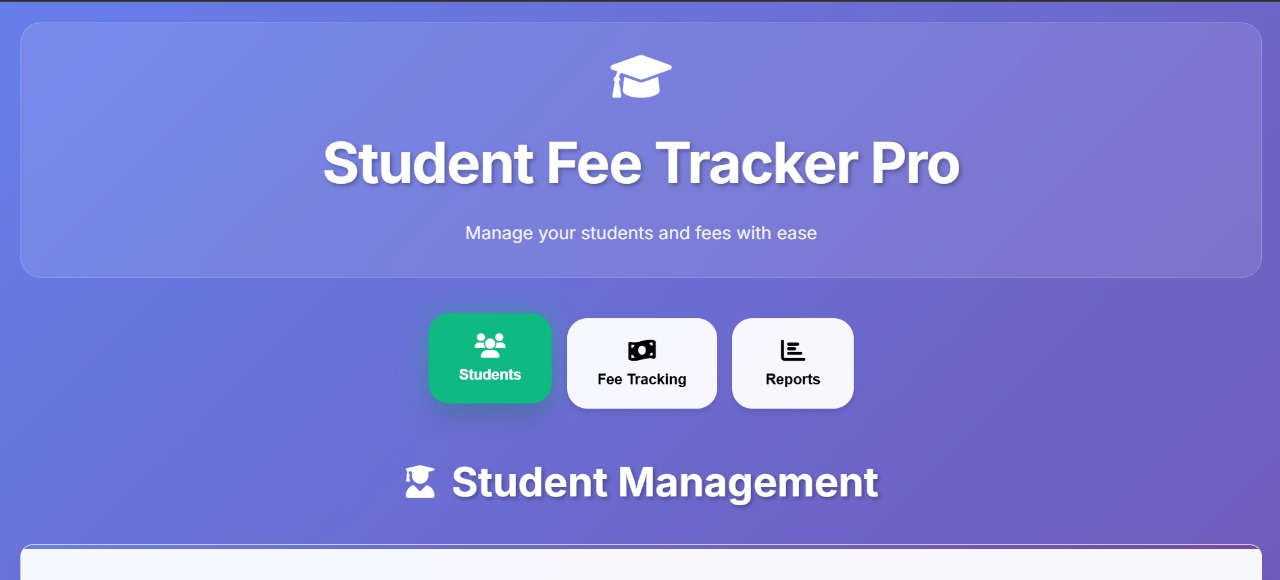 Student Fee Tracker Pro
Manage your students and fees with ease
Students
Fee Tracking
Reports
Student Management